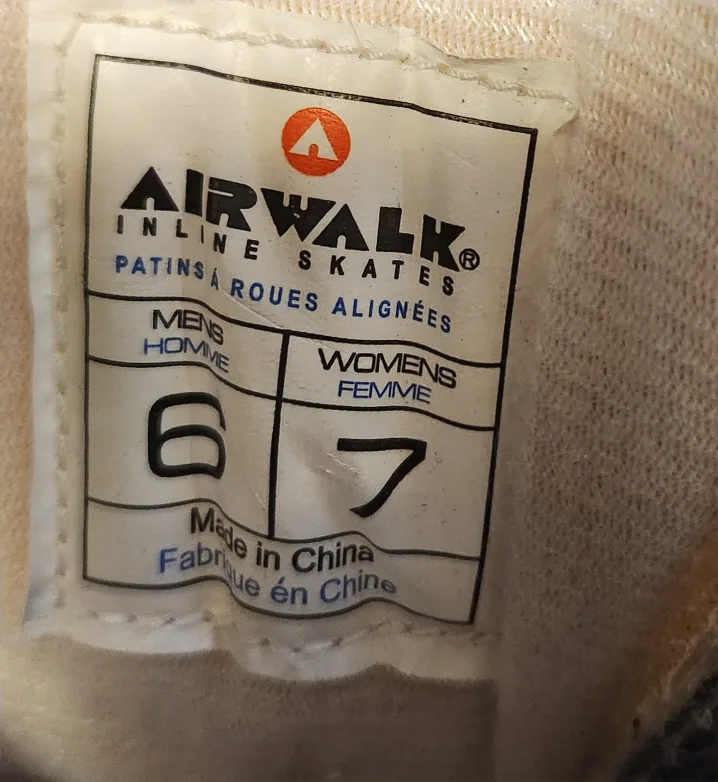 AIRWALK®
INLINE SKATES
PATINS À ROUES ALIGNÉES
MENS
HOMME
WOMENS
FEMME
6
7
Made in China
Fabrique én Chine